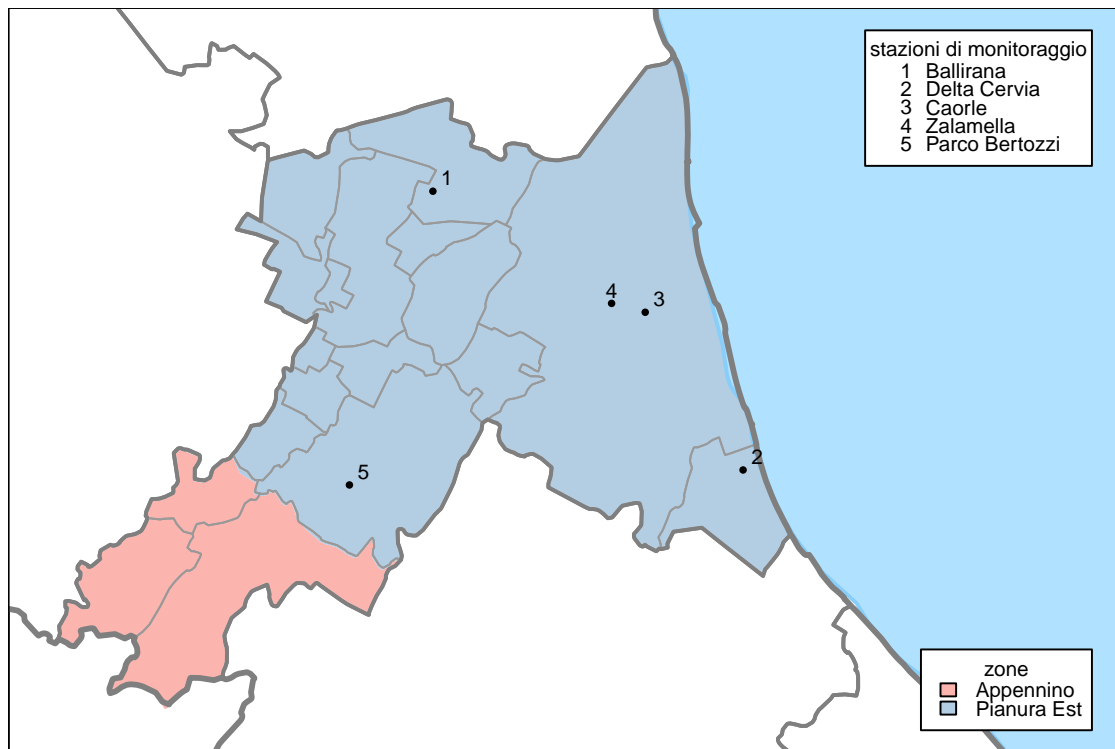 stazioni di monitoraggio
1 Ballirana
2 Delta Cervia
3 Caorle
4 Zalamella
5 Parco Bertozzi
1
4
3
2
5
zone
Appennino
Pianura Est